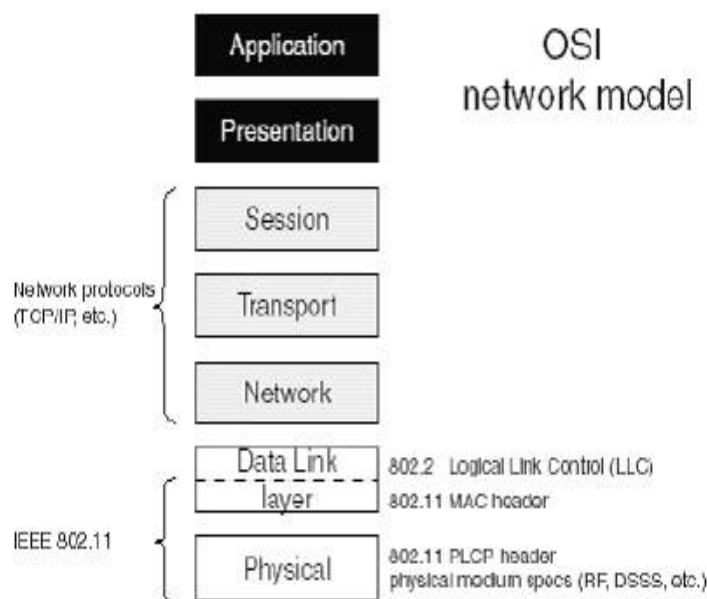 Application
OSI
network model
Presentation
Session
Network protocols
(TCP/IP, etc.)
Transport
Network
Data Link
layer
802.2 Logical Link Control (LLC)
802.11 MAC header
IEEE 802.11
Physical
802.11 PLCP header
physical medium specs (RF, DSSS, etc.)